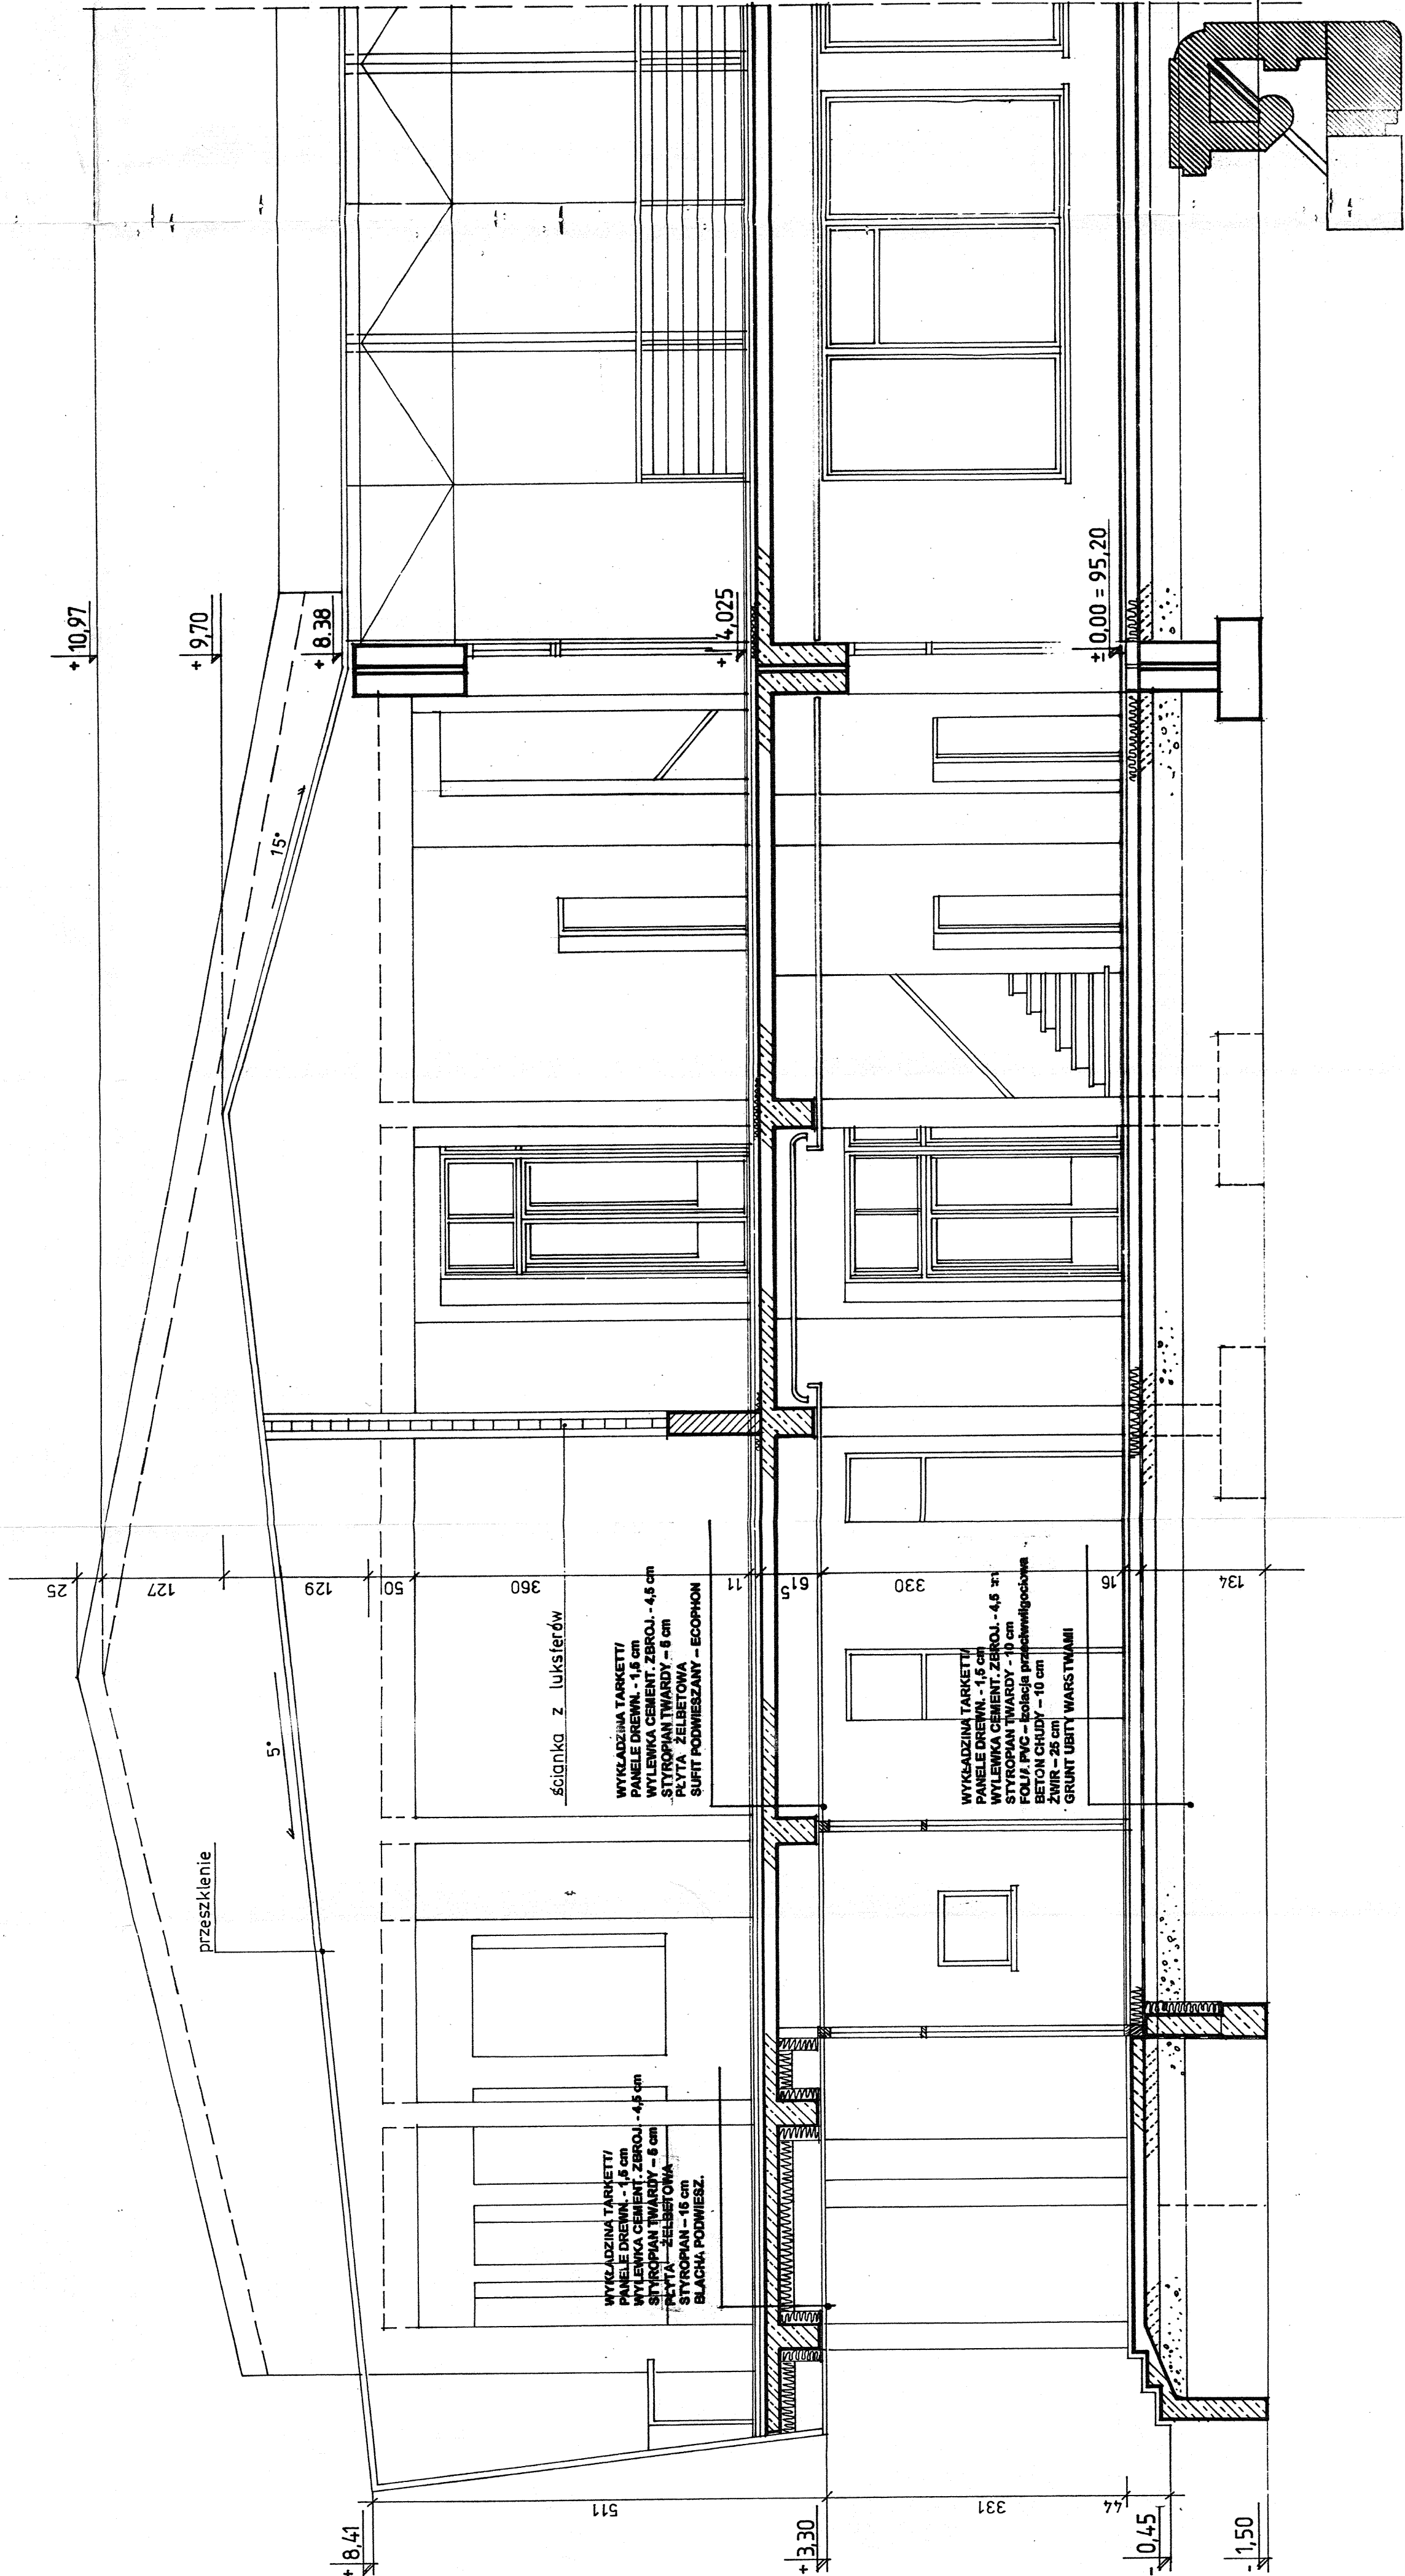 + 10,97
+ 9,70
+ 8.38
15°
+ 4,025
± 0,00 = 95,20
25
127
129
50
360
11
61⁵
330
16
134
5°
przeszklenie
ścianka z luksferów
WYKŁADZINA TARKETT/
PANELE DREWN. - 1,5 cm
WYLEWKA CEMENT. ZBROJ. - 4,5 cm
STYROPIAN TWARDY – 5 cm
PŁYTA ŻELBETOWA
SUFIT PODWIESZANY – ECOPHON
WYKŁADZINA TARKETT/
PANELE DREWN. - 1,5 cm
WYLEWKA CEMENT. ZBROJ. - 4,5 cm
STYROPIAN TWARDY - 10 cm
FOLIA PVC – izolacja przeciwwilgociowa
BETON CHUDY – 10 cm
ŻWIR – 25 cm
GRUNT UBITY WARSTWAMI
WYKŁADZINA TARKETT/
PANELE DREWN. - 1,5 cm
WYLEWKA CEMENT. ZBROJ. - 4,5 cm
STYROPIAN TWARDY – 5 cm
PŁYTA ŻELBETOWA
STYROPIAN – 15 cm
BLACHA PODWIESZ.
511
331
44
+ 8,41
+ 3,30
- 0,45
- 1,50